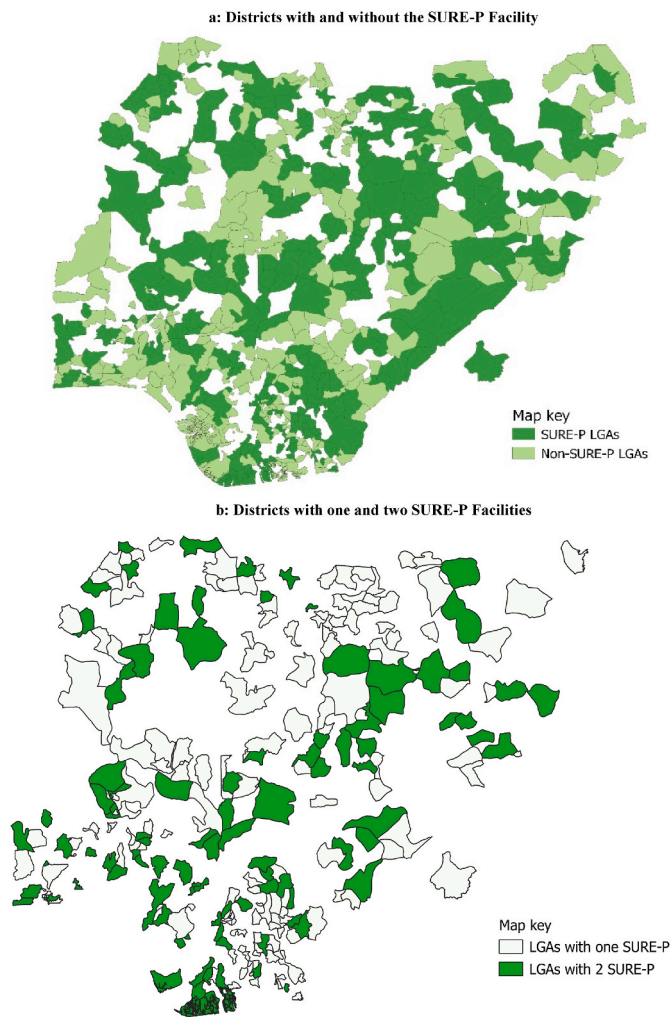 a: Districts with and without the SURE-P Facility
Map key
SURE-P LGAs
Non-SURE-P LGAs
b: Districts with one and two SURE-P Facilities
Map key
LGAs with one SURE-P
LGAs with 2 SURE-P